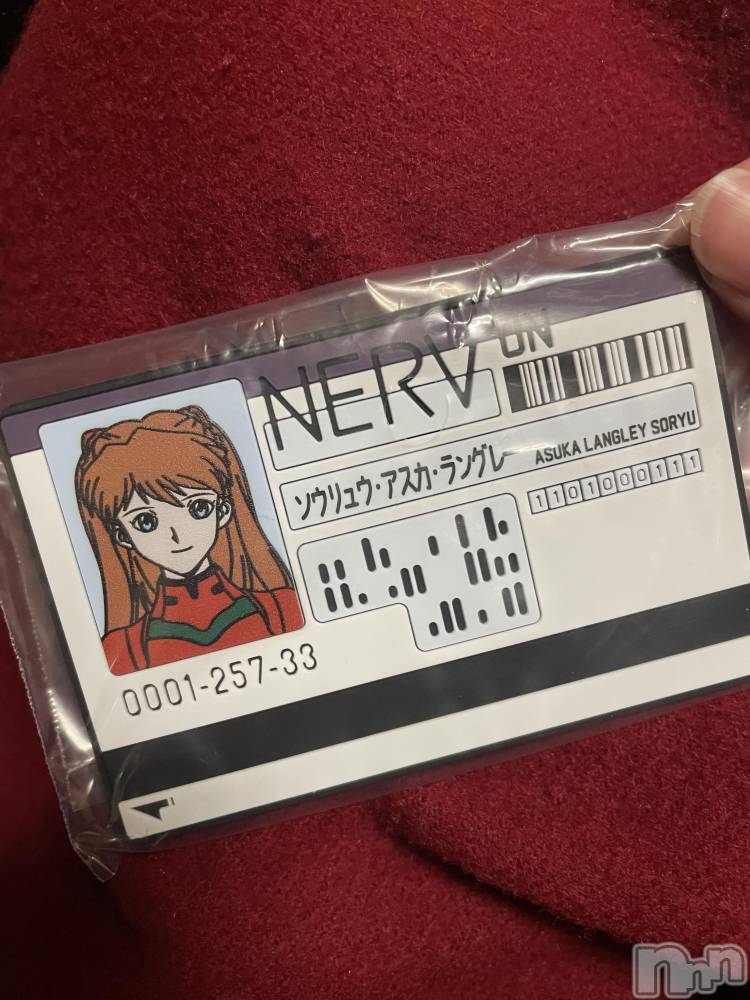 NERV UN
ソウリュウ・アスカ・ラングレー
ASUKA LANGLEY SORYU
1101000111
0001-257-33
nnn